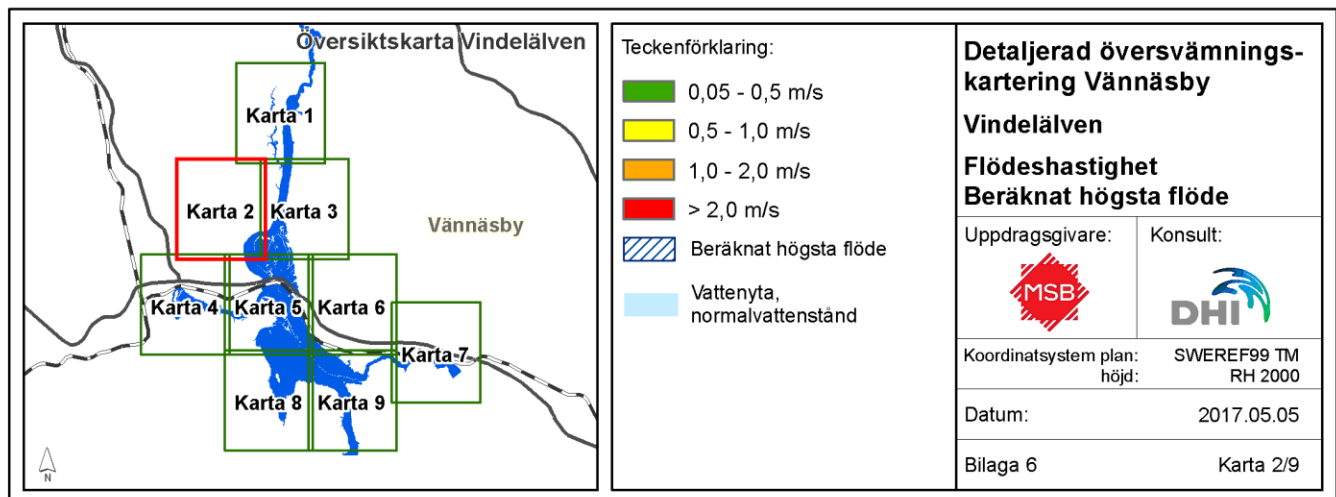 Översiktskarta Vindelälven
Karta 1
Karta 2
Karta 3
Vännäsby
Karta 4
Karta 5
Karta 6
Karta 7
Karta 8
Karta 9
N
Teckenförklaring:
0,05 - 0,5 m/s
0,5 - 1,0 m/s
1,0 - 2,0 m/s
> 2,0 m/s
Beräknat högsta flöde
Vattenyta,
normalvattenstånd
Detaljerad översvämnings-
kartering Vännäsby
Vindelälven
Flödeshastighet
Beräknat högsta flöde
Uppdragsgivare:
Konsult:
MSB
DHI
Koordinatsystem plan: SWEREF99 TM
höjd: RH 2000
Datum: 2017.05.05
Bilaga 6 Karta 2/9